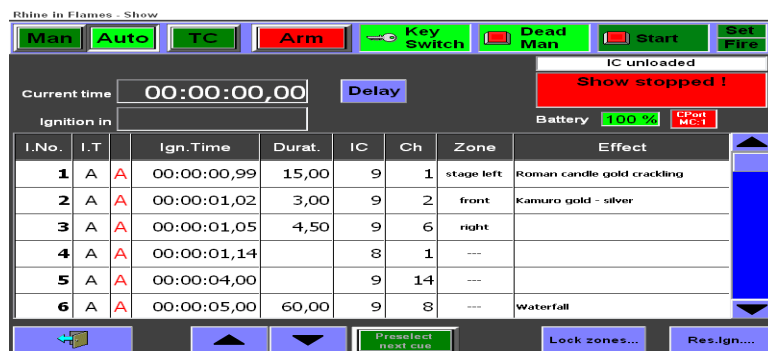 Rhine in Flames - Show
Man Auto TC Arm Key Switch Dead Man Start Set Fire
IC unloaded
Show stopped !
Current time 00:00:00,00 Delay
Ignition in
Battery 100 % CPort MC:1
I.No. I.T Ign.Time Durat. IC Ch Zone Effect
1 A A 00:00:00,99 15,00 9 1 stage left Roman candle gold crackling
2 A A 00:00:01,02 3,00 9 2 front Kamuro gold - silver
3 A A 00:00:01,05 4,50 9 6 right
4 A A 00:00:01,14 8 1 ---
5 A A 00:00:04,00 9 14 ---
6 A A 00:00:05,00 60,00 9 8 --- Waterfall
Preselect next cue Lock zones... Res.Ign....